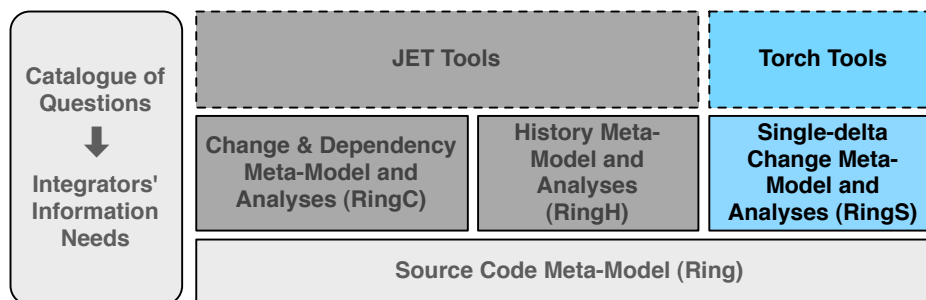 Catalogue of
Questions
Integrators'
Information
Needs
JET Tools
Torch Tools
Change & Dependency
Meta-Model and
Analyses (RingC)
History Meta-
Model and
Analyses
(RingH)
Single-delta
Change Meta-
Model and
Analyses (RingS)
Source Code Meta-Model (Ring)